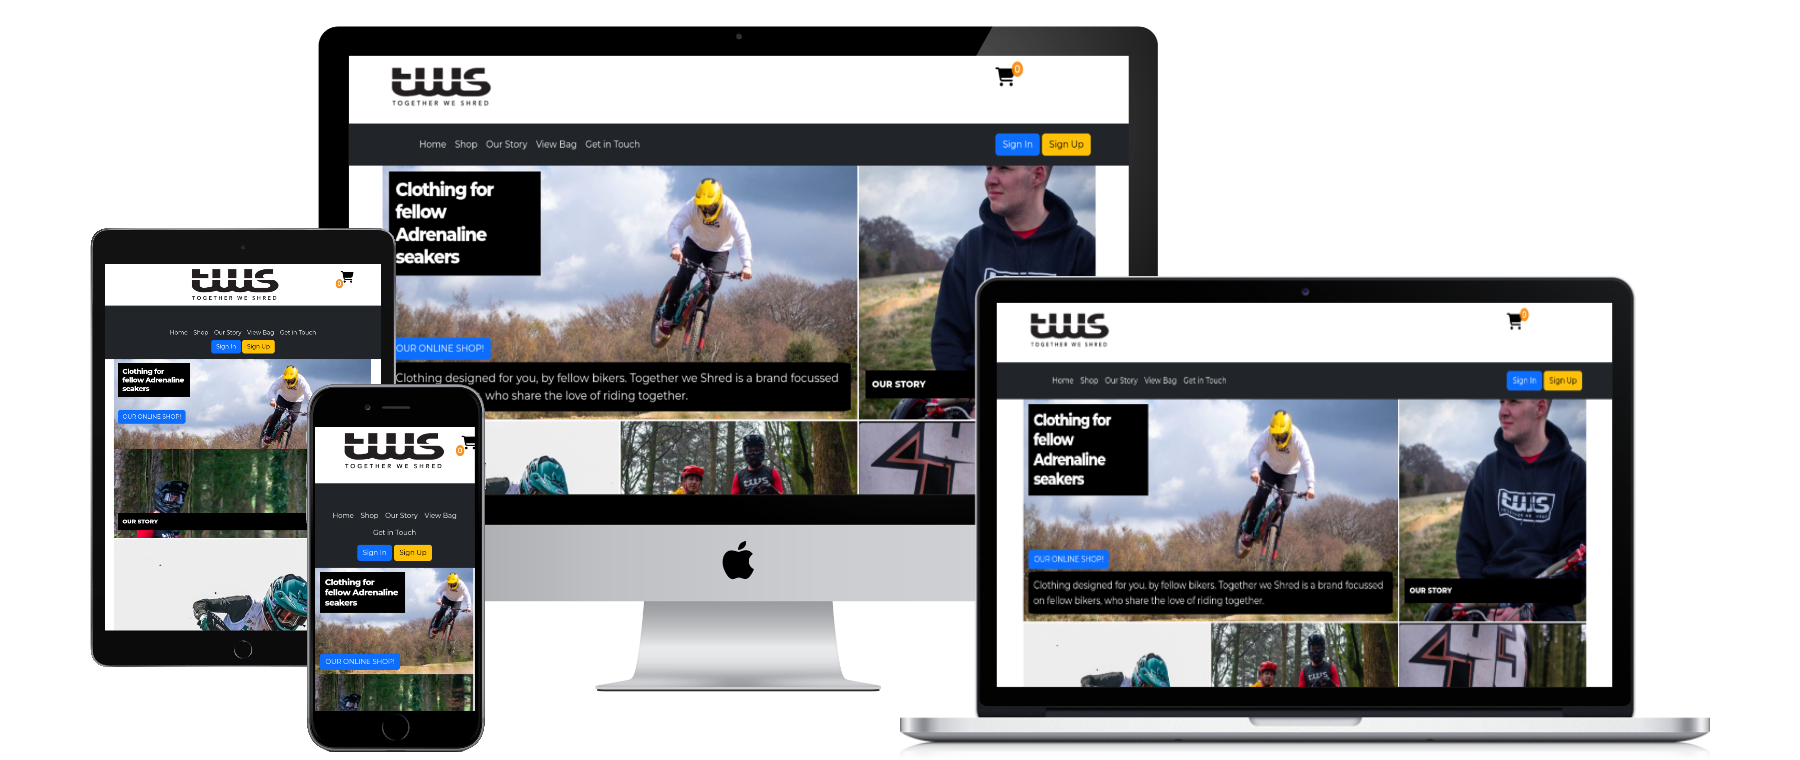 tws
TOGETHER WE SHRED
0
Home Shop Our Story View Bag Get in Touch
Sign In Sign Up
Clothing for
fellow
Adrenaline
seakers
OUR ONLINE SHOP!
Clothing designed for you, by fellow bikers. Together we Shred is a brand focussed
who share the love of riding together.
OUR STORY
tws
tws
TOGETHER WE SHRED
0
Home Shop Our Story View Bag Get in Touch
Sign In Sign Up
Clothing for
fellow Adrenaline
seakers
OUR ONLINE SHOP!
OUR STORY
tws
TOGETHER WE SHRED
0
Home Shop Our Story View Bag
Get in Touch
Sign In Sign Up
Clothing for
fellow Adrenaline
seakers
OUR ONLINE SHOP!
tws
TOGETHER WE SHRED
0
Home Shop Our Story View Bag Get in Touch
Sign In Sign Up
Clothing for
fellow
Adrenaline
seakers
tws
OUR ONLINE SHOP!
Clothing designed for you, by fellow bikers. Together we Shred is a brand focussed
on fellow bikers, who share the love of riding together.
OUR STORY
tws